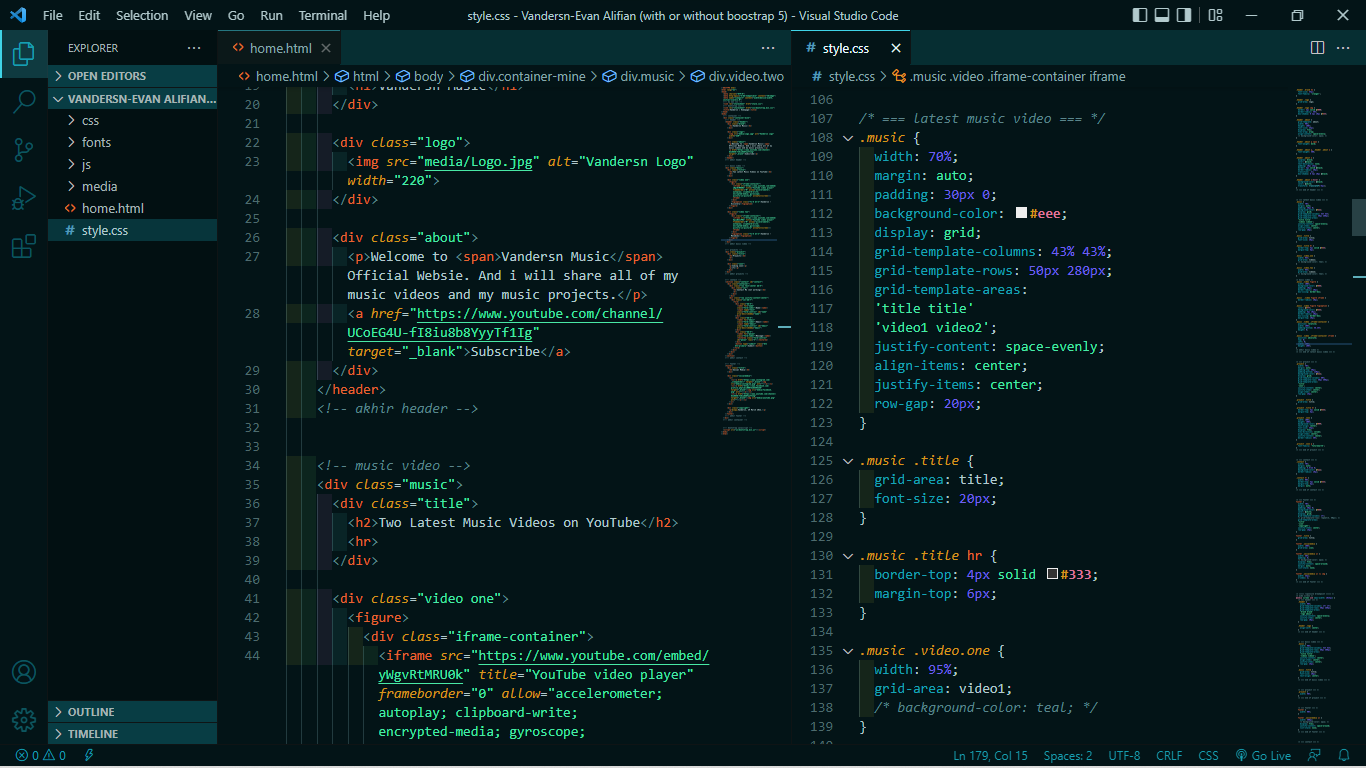 File Edit Selection View Go Run Terminal Help
style.css - Vandersn-Evan Alifian (with or without boostrap 5) - Visual Studio Code
EXPLORER
OPEN EDITORS
VANDERSN-EVAN ALIFIAN...
css
fonts
js
media
home.html
# style.css
OUTLINE
TIMELINE
home.html
home.html > html > body > div.container-mine > div.music > div.video.two
19 <h1>Vandersn Music</h1>
20 </div>
21
22 <div class="logo">
23 <img src="media/Logo.jpg" alt="Vandersn Logo"
width="220">
24 </div>
25
26 <div class="about">
27 <p>Welcome to <span>Vandersn Music</span>
Official Websie. And i will share all of my
music videos and my music projects.</p>
28 <a href="https://www.youtube.com/channel/
UCoEG4U-fI8iu8b8YyyTf1Ig"
target="_blank">Subscribe</a>
29 </div>
30 </header>
31 <!-- akhir header -->
32
33
34 <!-- music video -->
35 <div class="music">
36 <div class="title">
37 <h2>Two Latest Music Videos on YouTube</h2>
38 <hr>
39 </div>
40
41 <div class="video one">
42 <figure>
43 <div class="iframe-container">
44 <iframe src="https://www.youtube.com/embed/
yWgvRtMRU0k" title="YouTube video player"
frameborder="0" allow="accelerometer;
autoplay; clipboard-write;
encrypted-media; gyroscope;
# style.css
# style.css > .music .video .iframe-container iframe
106
107 /* === latest music video === */
108 .music {
109 width: 70%;
110 margin: auto;
111 padding: 30px 0;
112 background-color: #eee;
113 display: grid;
114 grid-template-columns: 43% 43%;
115 grid-template-rows: 50px 280px;
116 grid-template-areas:
117 'title title'
118 'video1 video2';
119 justify-content: space-evenly;
120 align-items: center;
121 justify-items: center;
122 row-gap: 20px;
123 }
124
125 .music .title {
126 grid-area: title;
127 font-size: 20px;
128 }
129
130 .music .title hr {
131 border-top: 4px solid #333;
132 margin-top: 6px;
133 }
134
135 .music .video.one {
136 width: 95%;
137 grid-area: video1;
138 /* background-color: teal; */
139 }
140
0 0
Ln 179, Col 15 Spaces: 2 UTF-8 CRLF CSS Go Live